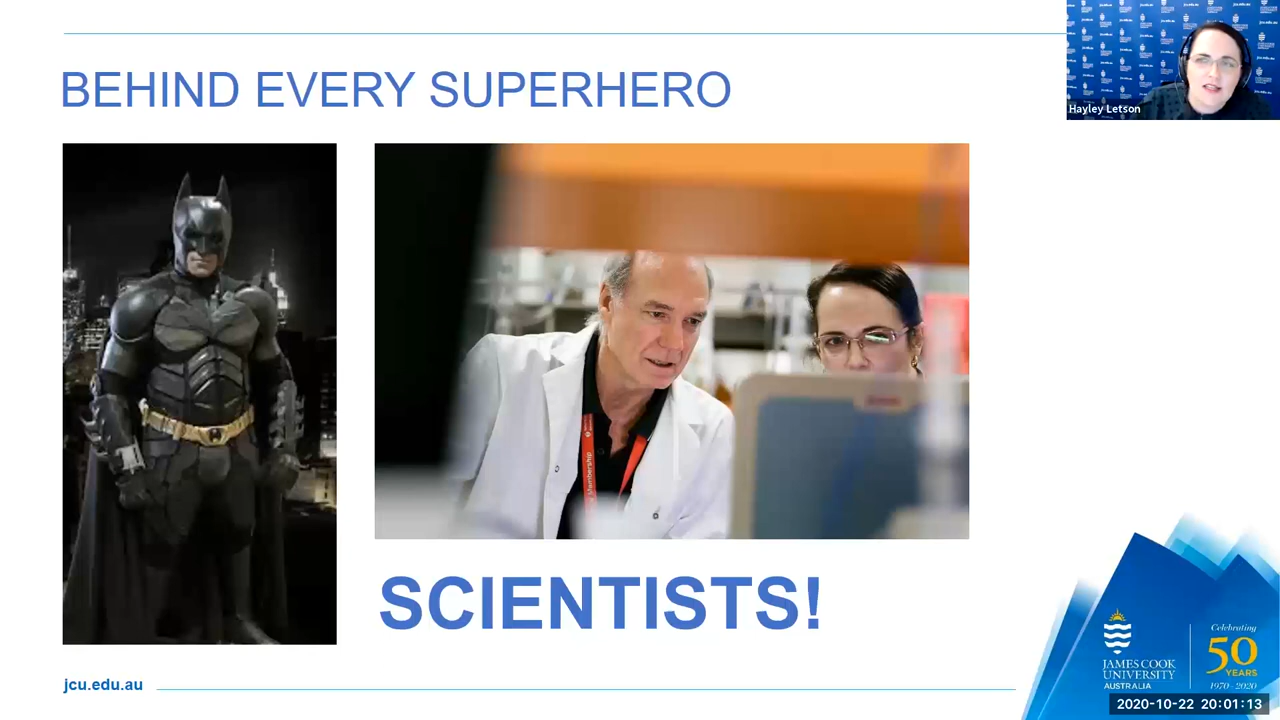 BEHIND EVERY SUPERHERO
Hayley Letson
Membership
SCIENTISTS!
jcu.edu.au
JAMES COOK
UNIVERSITY
AUSTRALIA
Celebrating
50
YEARS
1970 - 2020
2020-10-22 20:01:13